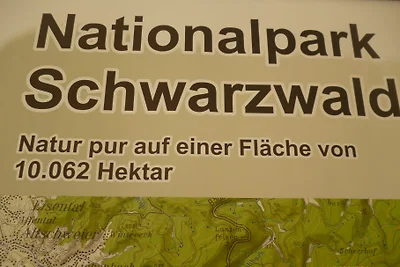 Nationalpark
Schwarzwald
Natur pur auf einer Fläche von
10.062 Hektar